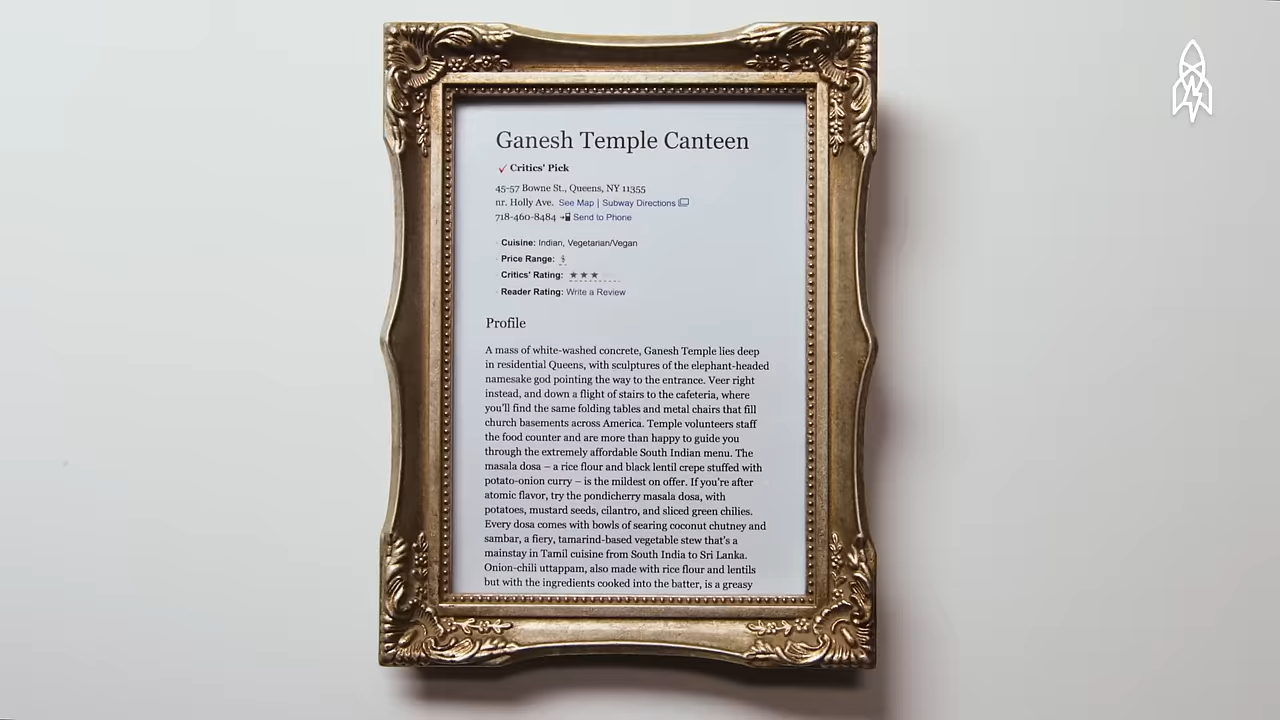 Ganesh Temple Canteen
Critics' Pick
45-57 Bowne St., Queens, NY 11355
nr. Holly Ave. See Map | Subway Directions
718-460-8484 Send to Phone
Cuisine: Indian, Vegetarian/Vegan
Price Range: $
Critics' Rating: ★★★
Reader Rating: Write a Review
Profile
A mass of white-washed concrete, Ganesh Temple lies deep
in residential Queens, with sculptures of the elephant-headed
namesake god pointing the way to the entrance. Veer right
instead, and down a flight of stairs to the cafeteria, where
you'll find the same folding tables and metal chairs that fill
church basements across America. Temple volunteers staff
the food counter and are more than happy to guide you
through the extremely affordable South Indian menu. The
masala dosa – a rice flour and black lentil crepe stuffed with
potato-onion curry – is the mildest on offer. If you're after
atomic flavor, try the pondicherry masala dosa, with
potatoes, mustard seeds, cilantro, and sliced green chilies.
Every dosa comes with bowls of searing coconut chutney and
sambar, a fiery, tamarind-based vegetable stew that's a
mainstay in Tamil cuisine from South India to Sri Lanka.
Onion-chili uttappam, also made with rice flour and lentils
but with the ingredients cooked into the batter, is a greasy